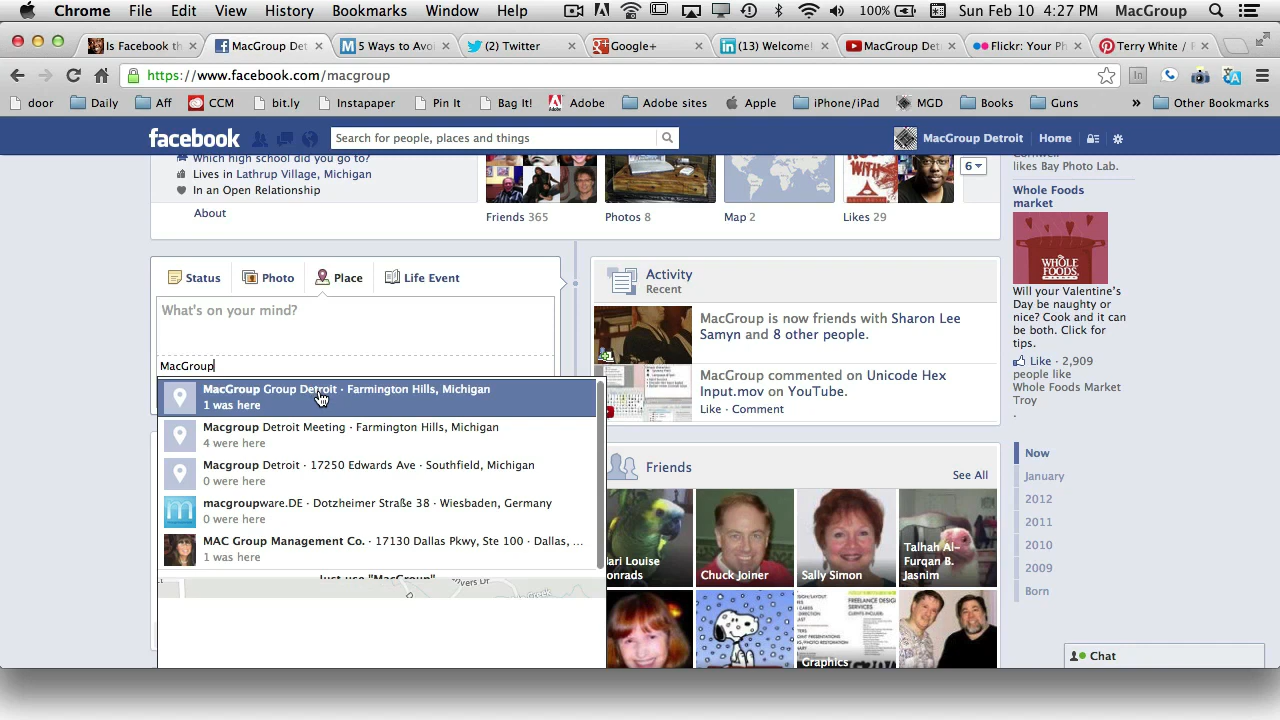 Chrome File Edit View History Bookmarks Window Help 100% Sun Feb 10 4:27 PM MacGroup
Is Facebook th
MacGroup Det
5 Ways to Avo
(2) Twitter
Google+
(13) Welcome!
MacGroup Det
Flickr: Your Ph
Terry White / P
https://www.facebook.com/macgroup
door Daily Aff CCM bit.ly Instapaper Pin It Bag It! Adobe Adobe sites Apple iPhone/iPad MGD Books Guns » Other Bookmarks
facebook
Search for people, places and things
MacGroup Detroit Home
Which high school did you go to?
Lives in Lathrup Village, Michigan
In an Open Relationship
About
Friends 365
Photos 8
Map 2
Likes 29
6
likes Bay Photo Lab.
Whole Foods
market
WHOLE
FOODS
Will your Valentine's
Day be naughty or
nice? Cook and it can
be both. Click for
tips.
Like · 2,909
people like
Whole Foods Market
Troy
.
Status Photo Place Life Event
What's on your mind?
MacGroup
MacGroup Group Detroit · Farmington Hills, Michigan
1 was here
Macgroup Detroit Meeting · Farmington Hills, Michigan
4 were here
Macgroup Detroit · 17250 Edwards Ave · Southfield, Michigan
0 were here
macgroupware.DE · Dotzheimer Straße 38 · Wiesbaden, Germany
0 were here
MAC Group Management Co. · 17130 Dallas Pkwy, Ste 100 · Dallas, ...
1 was here
Just use "MacGroup"
Activity
Recent
MacGroup is now friends with Sharon Lee
Samyn and 8 other people.
MacGroup commented on Unicode Hex
Input.mov on YouTube.
Like · Comment
Friends
See All
ari Louise
onrads
Chuck Joiner
Sally Simon
Talhah Al-
Furqan B.
Jasnim
Graphics
Now
January
2012
2011
2010
2009
Born
Chat